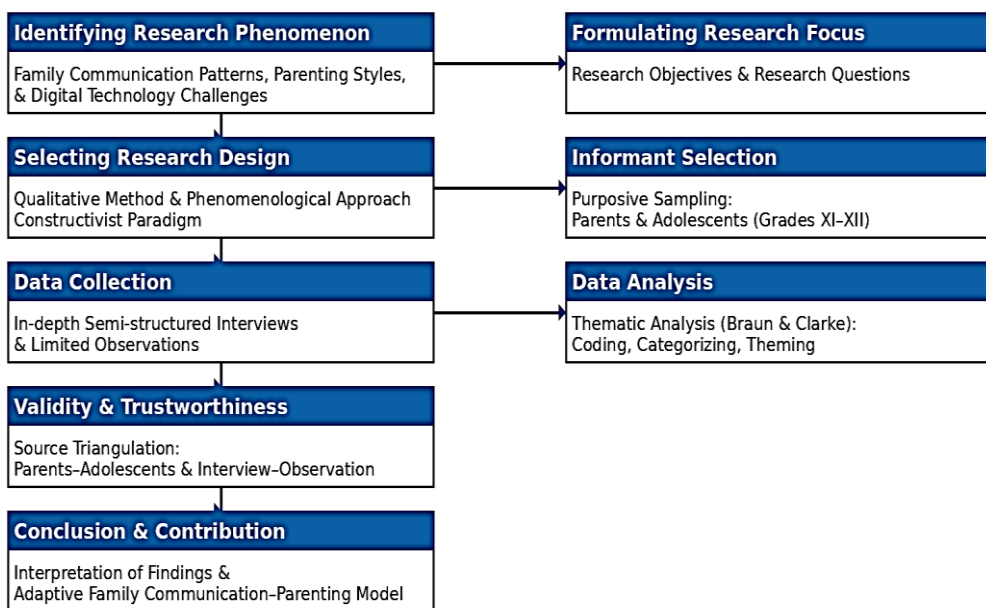 Identifying Research Phenomenon
Family Communication Patterns, Parenting Styles,
& Digital Technology Challenges
Formulating Research Focus
Research Objectives & Research Questions
Selecting Research Design
Qualitative Method & Phenomenological Approach
Constructivist Paradigm
Informant Selection
Purposive Sampling:
Parents & Adolescents (Grades XI–XII)
Data Collection
In-depth Semi-structured Interviews
& Limited Observations
Data Analysis
Thematic Analysis (Braun & Clarke):
Coding, Categorizing, Theming
Validity & Trustworthiness
Source Triangulation:
Parents–Adolescents & Interview–Observation
Conclusion & Contribution
Interpretation of Findings &
Adaptive Family Communication–Parenting Model